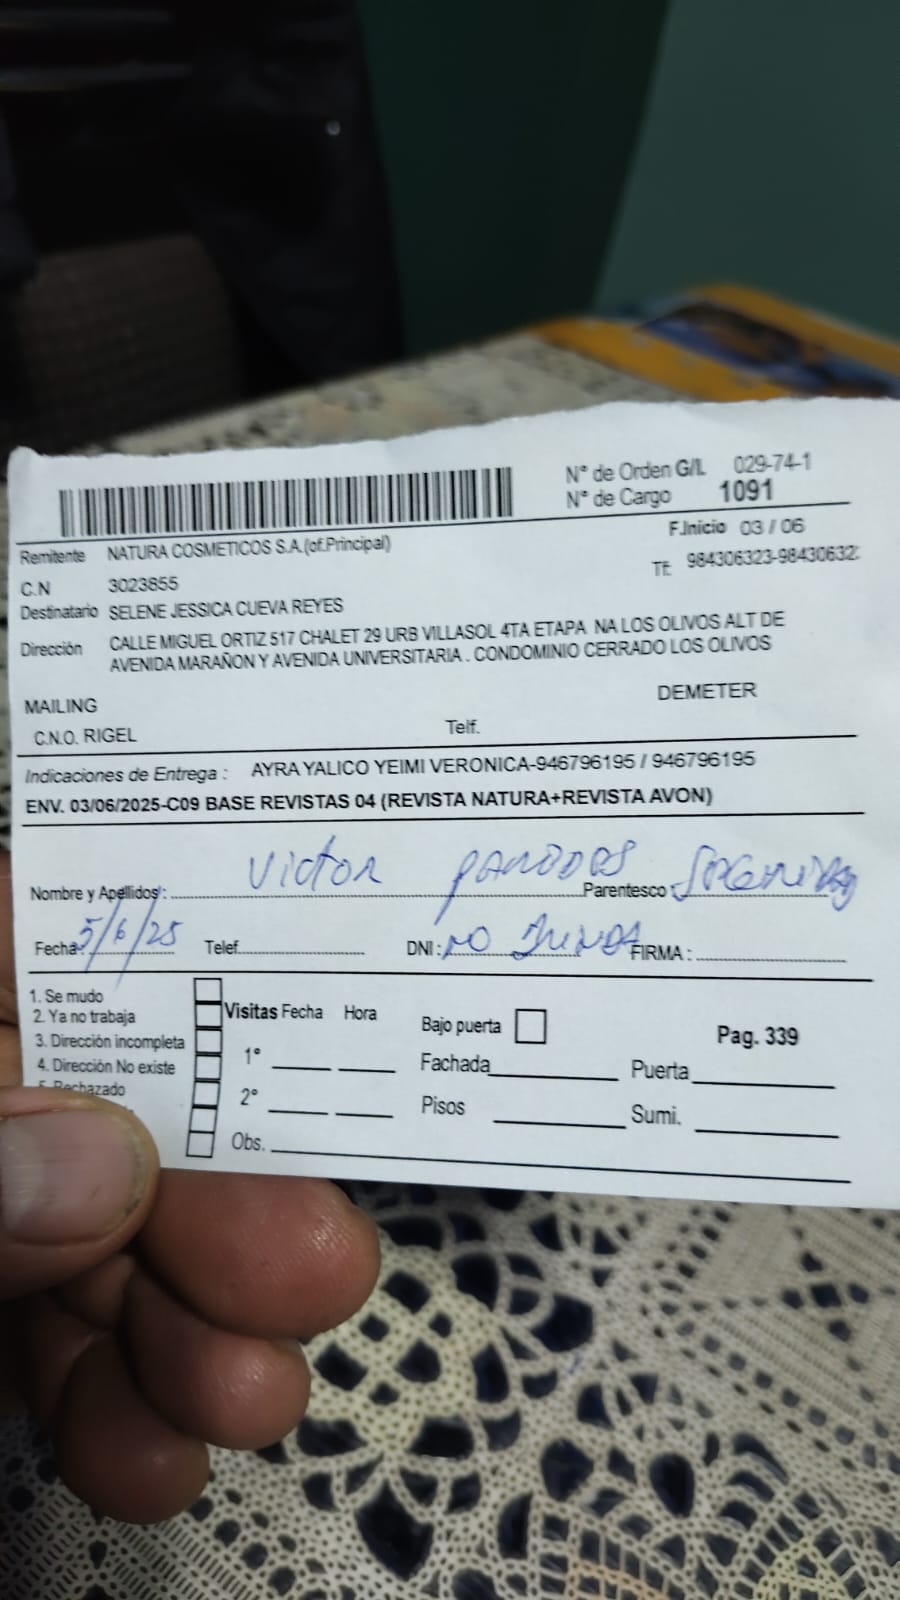 N° de Orden G/L 029-74-1
N° de Cargo 1091
F.Inicio 03 / 06
Remitente NATURA COSMETICOS S.A.(of.Principal)
Tf: 984306323-98430632
C.N 3023855
Destinatario SELENE JESSICA CUEVA REYES
Dirección CALLE MIGUEL ORTIZ 517 CHALET 29 URB VILLASOL 4TA ETAPA NA LOS OLIVOS ALT DE
AVENIDA MARAÑON Y AVENIDA UNIVERSITARIA . CONDOMINIO CERRADO LOS OLIVOS
MAILING DEMETER
C.N.O. RIGEL Telf.
Indicaciones de Entrega : AYRA YALICO YEIMI VERONICA-946796195 / 946796195
ENV. 03/06/2025-C09 BASE REVISTAS 04 (REVISTA NATURA+REVISTA AVON)
Nombre y Apellidos : Victor Paredes Parentesco
Fecha: 5/6/25 Telef. DNI : NO FIRMA :
1. Se mudo
2. Ya no trabaja
3. Dirección incompleta
4. Dirección No existe
5. Rechazado
Visitas Fecha Hora
1°
2°
Obs.
Bajo puerta Pag. 339
Fachada Puerta
Pisos Sumi.